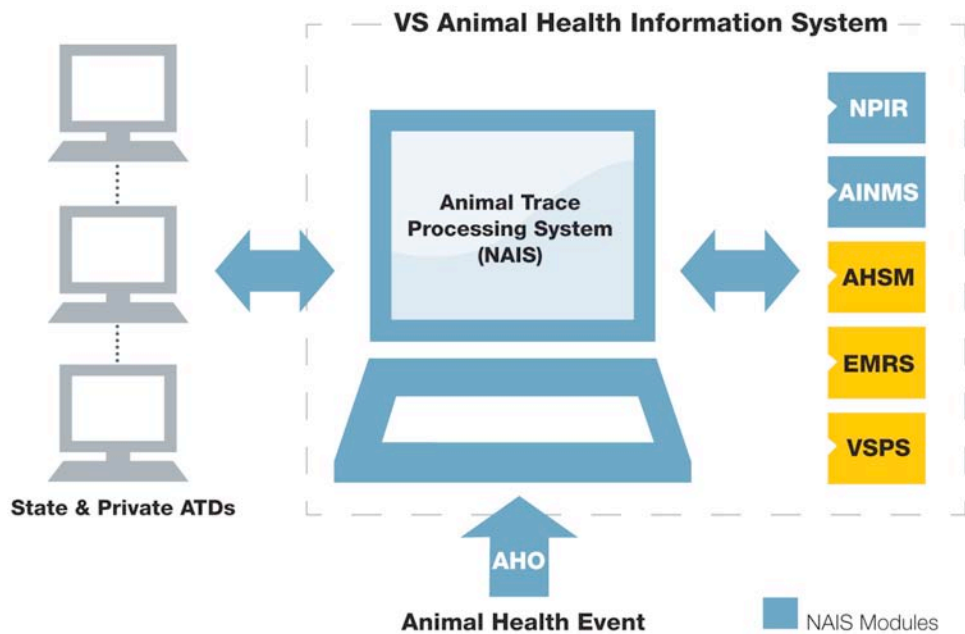 VS Animal Health Information System
NPIR
AINMS
AHSM
EMRS
VSPS
Animal Trace
Processing System
(NAIS)
State & Private ATDs
AHO
Animal Health Event
NAIS Modules